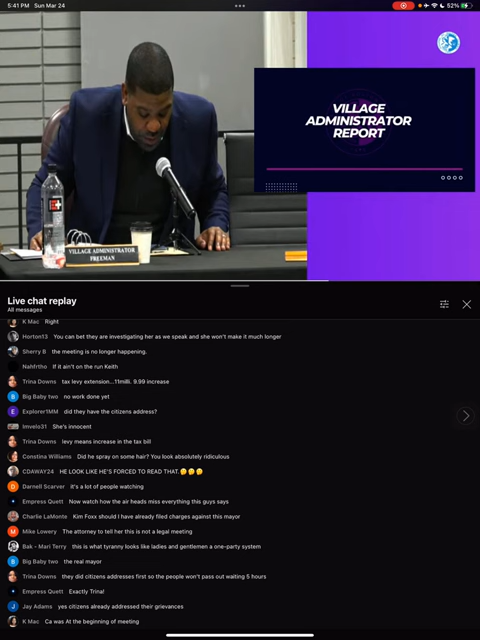 5:41 PM Sun Mar 24
52%
VILLAGE
ADMINISTRATOR
REPORT
VILLAGE ADMINISTRATOR
FREEMAN
Live chat replay
All messages
K Mac Right
Horton13 You can bet they are investigating her as we speak and she won't make it much longer
Sherry B the meeting is no longer happening.
Nahfrtho If it ain't on the run Keith
Trina Downs tax levy extension...11milli. 9.99 increase
Big Baby two no work done yet
Explorer1MM did they have the citizens address?
Imvelo31 She's innocent
Trina Downs levy means increase in the tax bill
Constina Williams Did he spray on some hair? You look absolutely ridiculous
CDAWAY24 HE LOOK LIKE HE'S FORCED TO READ THAT.🤔🤔🤔
Darnell Scarver it's a lot of people watching
Empress Quett Now watch how the air heads miss everything this guy says
Charlie LaMonte Kim Foxx should I have already filed charges against this mayor
Mike Lowery The attorney to tell her this is not a legal meeting
Bak - Mari Terry this is what tyranny looks like ladies and gentlemen a one-party system
Big Baby two the real mayor
Trina Downs they did citizens addresses first so the people won't pass out waiting 5 hours
Empress Quett Exactly Trina!
Jay Adams yes citizens already addressed their grievances
K Mac Ca was At the beginning of meeting